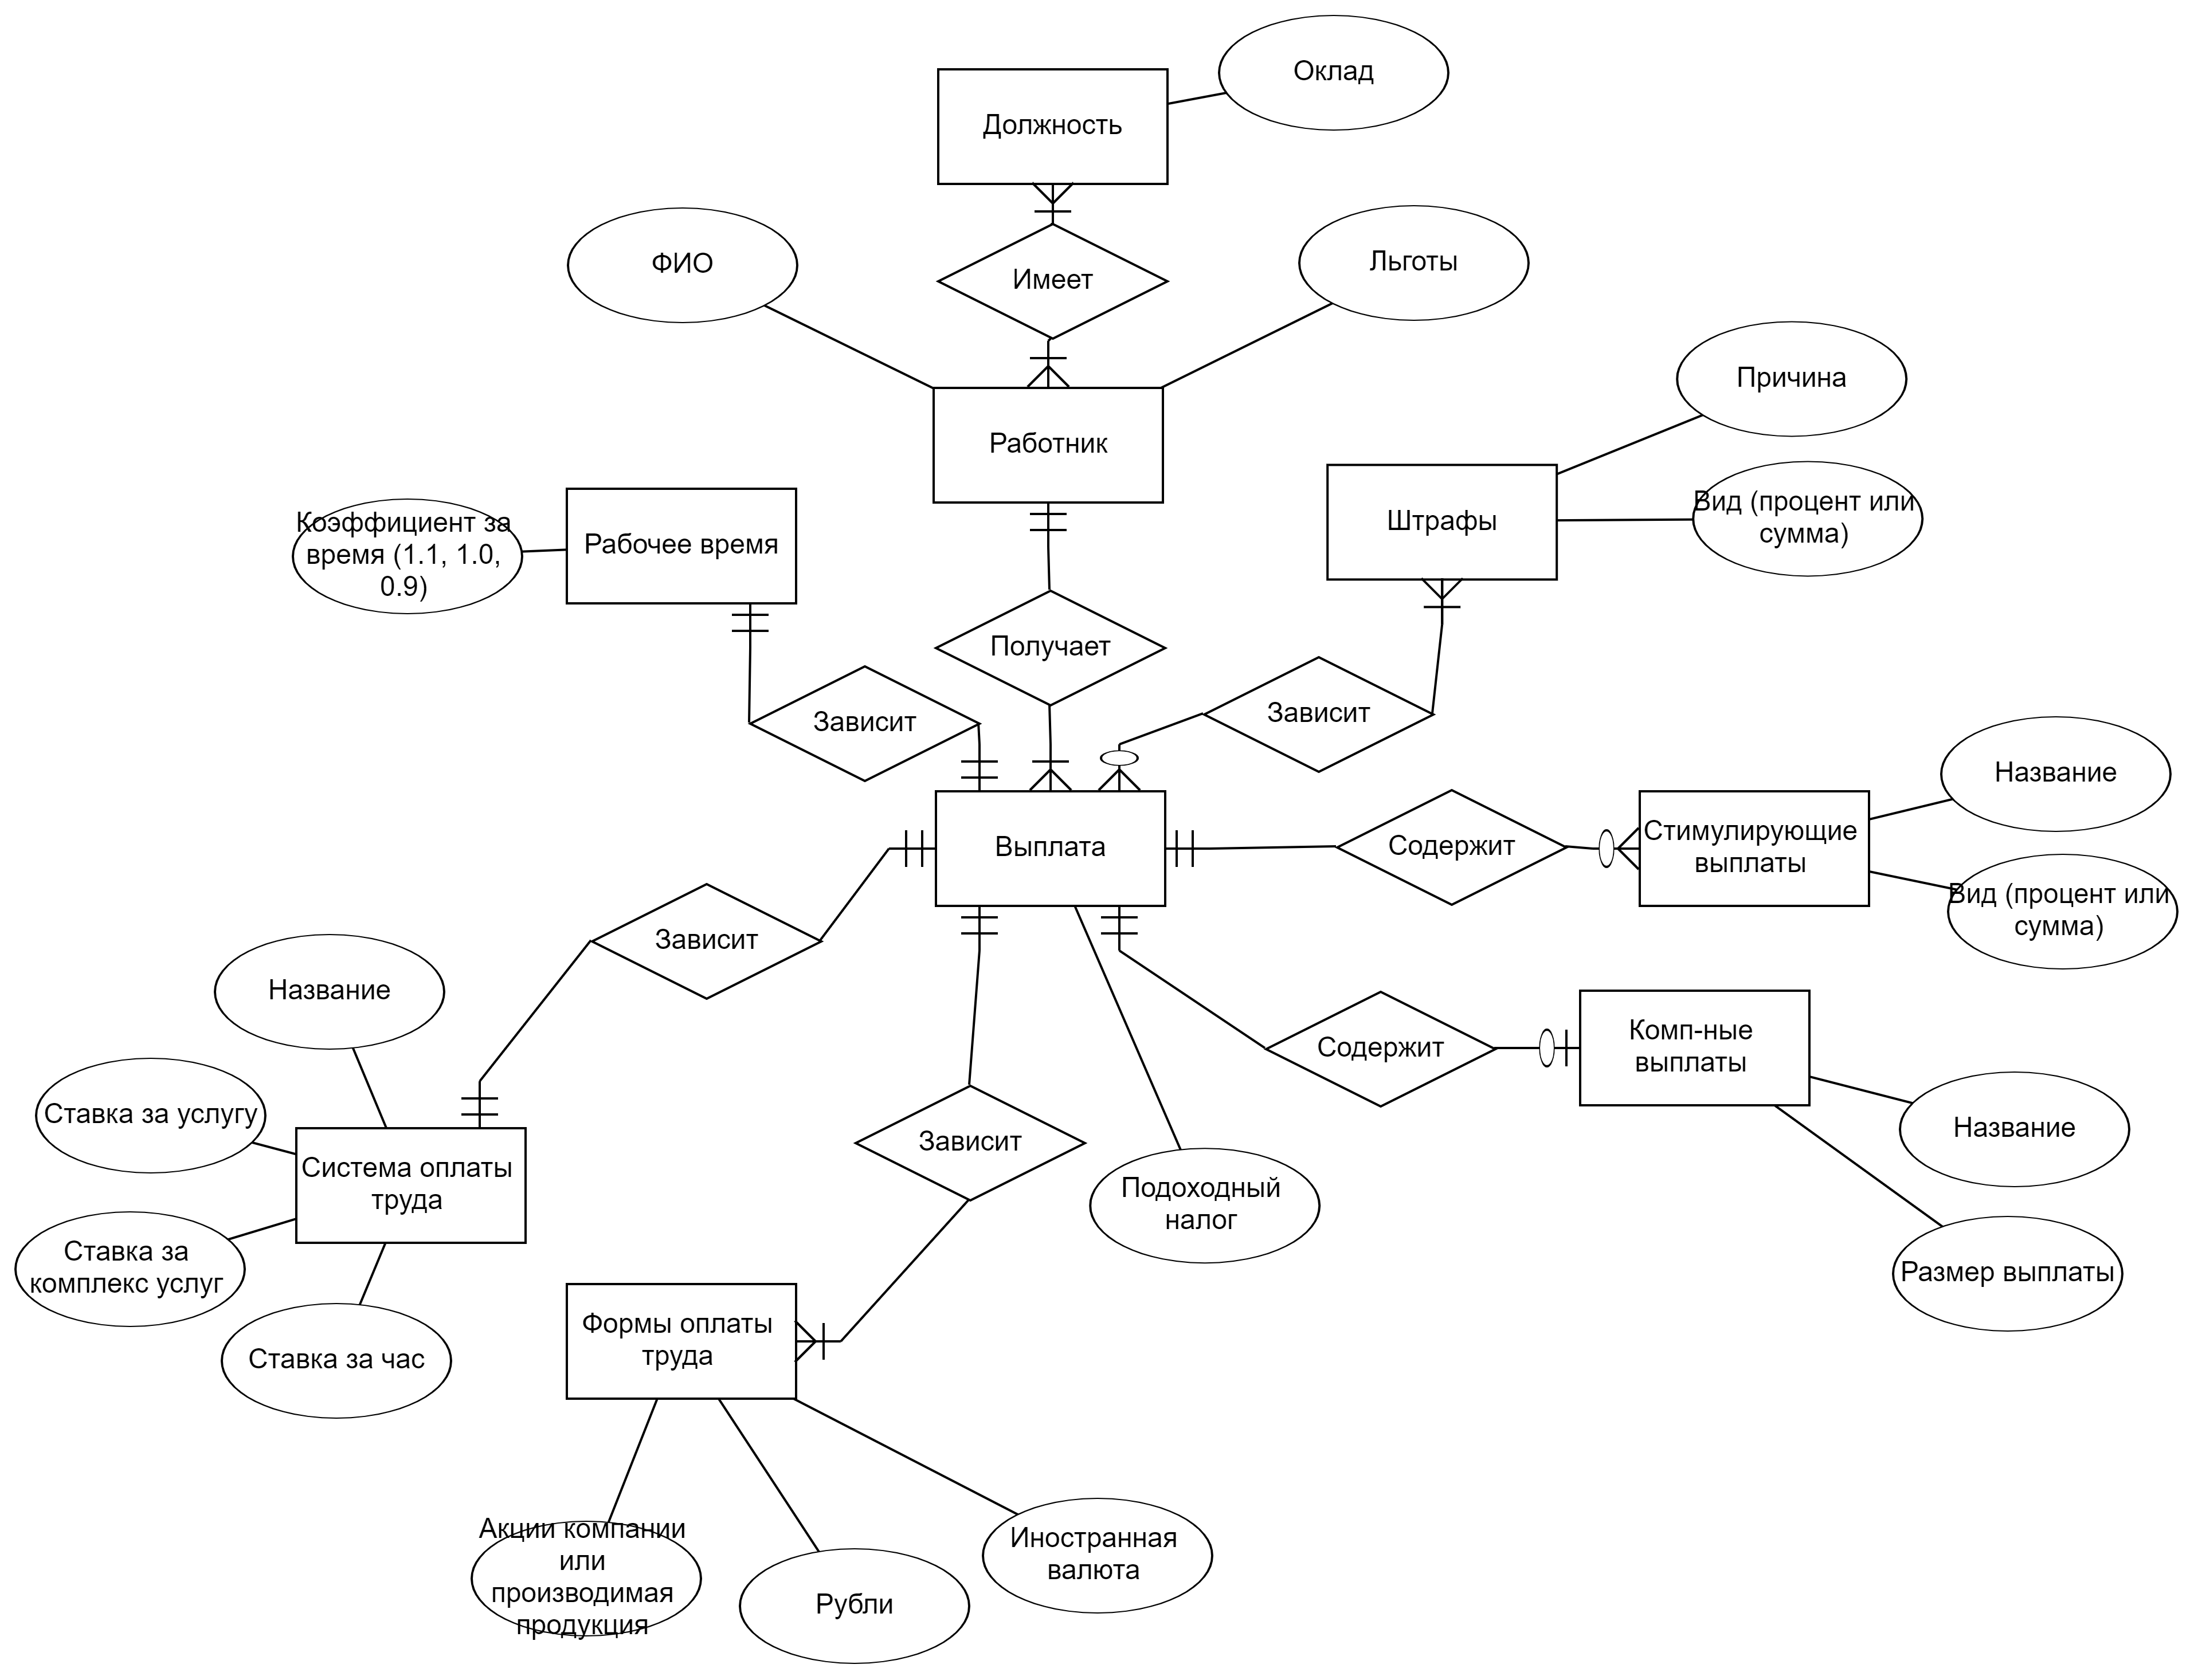 Оклад
Должность
ФИО
Имеет
Льготы
Причина
Работник
Вид (процент или
сумма)
Штрафы
Коэффициент за
время (1.1, 1.0,
0.9)
Рабочее время
Получает
Зависит
Зависит
Название
Выплата
Содержит
Стимулирующие
выплаты
Вид (процент или
сумма)
Зависит
Название
Содержит
Комп-ные
выплаты
Ставка за услугу
Зависит
Название
Система оплаты
труда
Подоходный
налог
Ставка за
комплекс услуг
Размер выплаты
Ставка за час
Формы оплаты
труда
Акции компании
или
производимая
продукция
Рубли
Иностранная
валюта